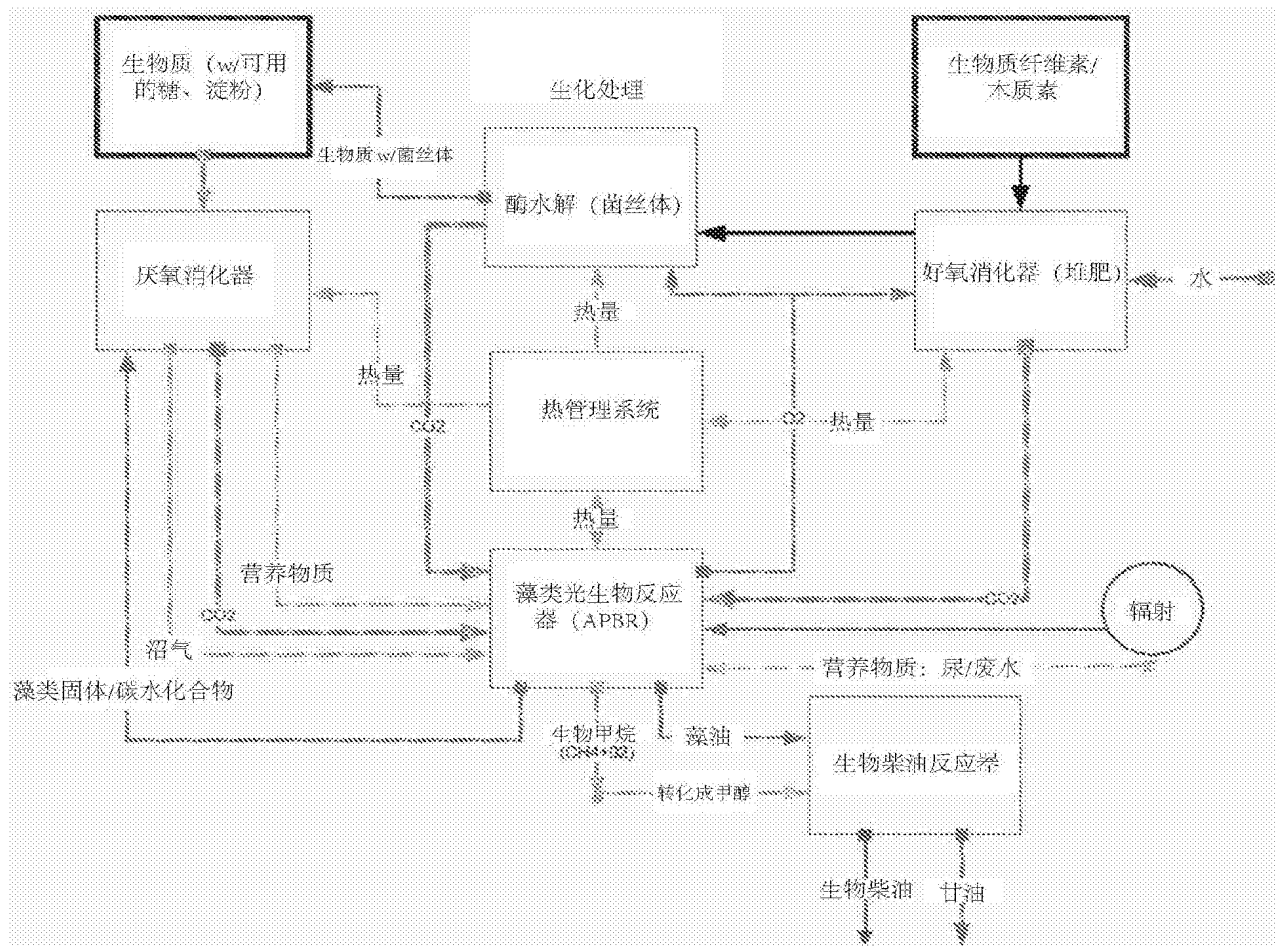 生物质（w/可用
的糖、淀粉）
生化处理
生物质纤维素/
木质素
生物质 w/菌丝体
酶水解（菌丝体）
厌氧消化器
好氧消化器（堆肥）
水
热量
热量
热管理系统
CO2
O2
热量
热量
营养物质
藻类光生物反应
器（APBR）
CO2
CO2
辐射
沼气
营养物质：尿/废水
藻类固体/碳水化合物
生物甲烷
(CH4+O2)
藻油
生物柴油反应器
转化成甲醇
生物柴油
甘油